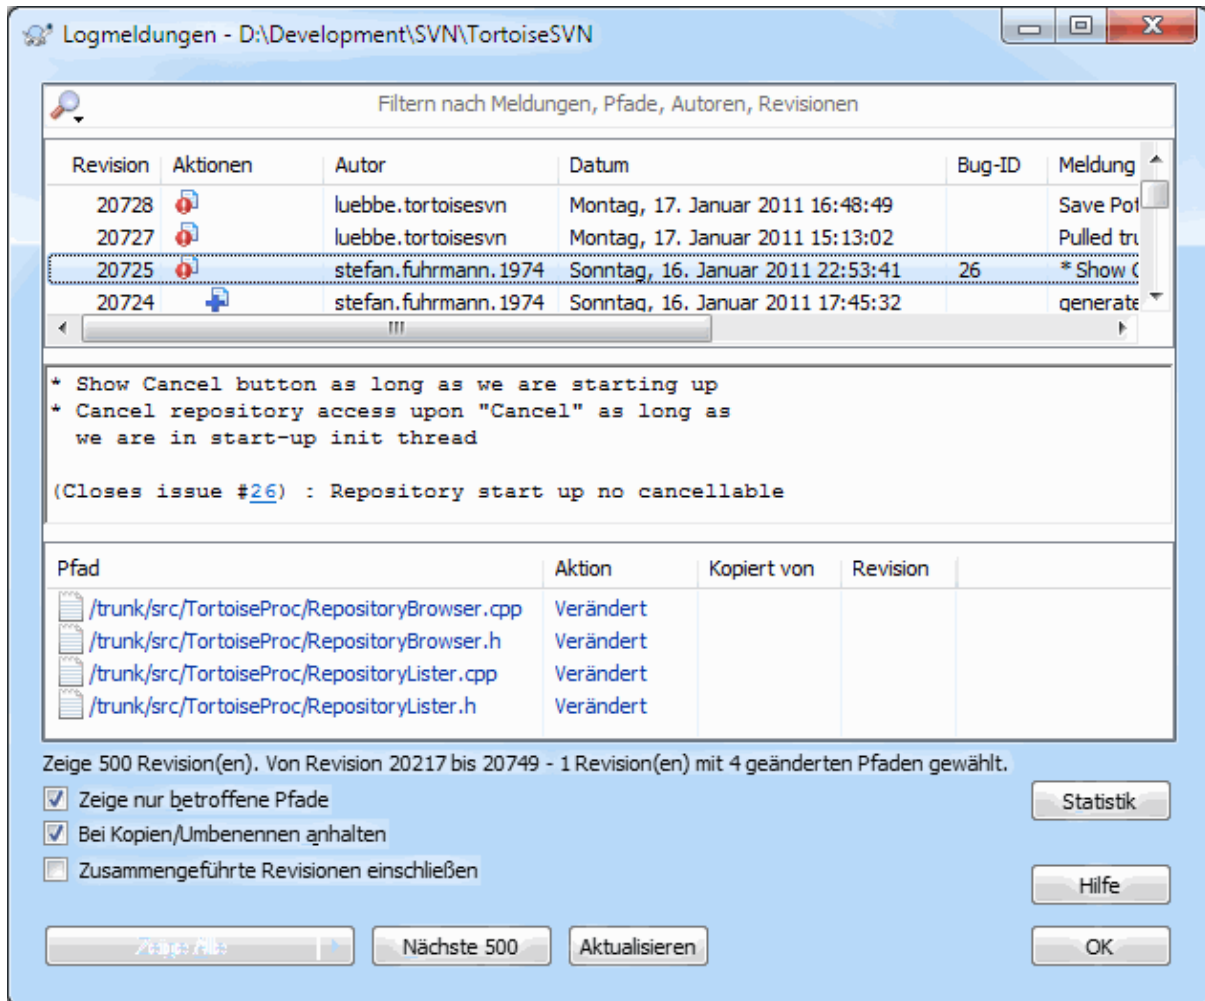 Logmeldungen - D:\Development\SVN\TortoiseSVN
Filtern nach Meldungen, Pfade, Autoren, Revisionen
Revision Aktionen Autor Datum Bug-ID Meldung
20728 luebbe.tortoisesvn Montag, 17. Januar 2011 16:48:49 Save Pot
20727 luebbe.tortoisesvn Montag, 17. Januar 2011 15:13:02 Pulled tru
20725 stefan.fuhrmann.1974 Sonntag, 16. Januar 2011 22:53:41 26 * Show C
20724 stefan.fuhrmann.1974 Sonntag, 16. Januar 2011 17:45:32 generate
* Show Cancel button as long as we are starting up
* Cancel repository access upon "Cancel" as long as
we are in start-up init thread
(Closes issue #26) : Repository start up no cancellable
Pfad Aktion Kopiert von Revision
/trunk/src/TortoiseProc/RepositoryBrowser.cpp Verändert
/trunk/src/TortoiseProc/RepositoryBrowser.h Verändert
/trunk/src/TortoiseProc/RepositoryLister.cpp Verändert
/trunk/src/TortoiseProc/RepositoryLister.h Verändert
Zeige 500 Revision(en). Von Revision 20217 bis 20749 - 1 Revision(en) mit 4 geänderten Pfaden gewählt.
Zeige nur betroffene Pfade
Statistik
Bei Kopien/Umbenennen anhalten
Zusammengeführte Revisionen einschließen
Hilfe
Zeige Alle Nächste 500 Aktualisieren OK